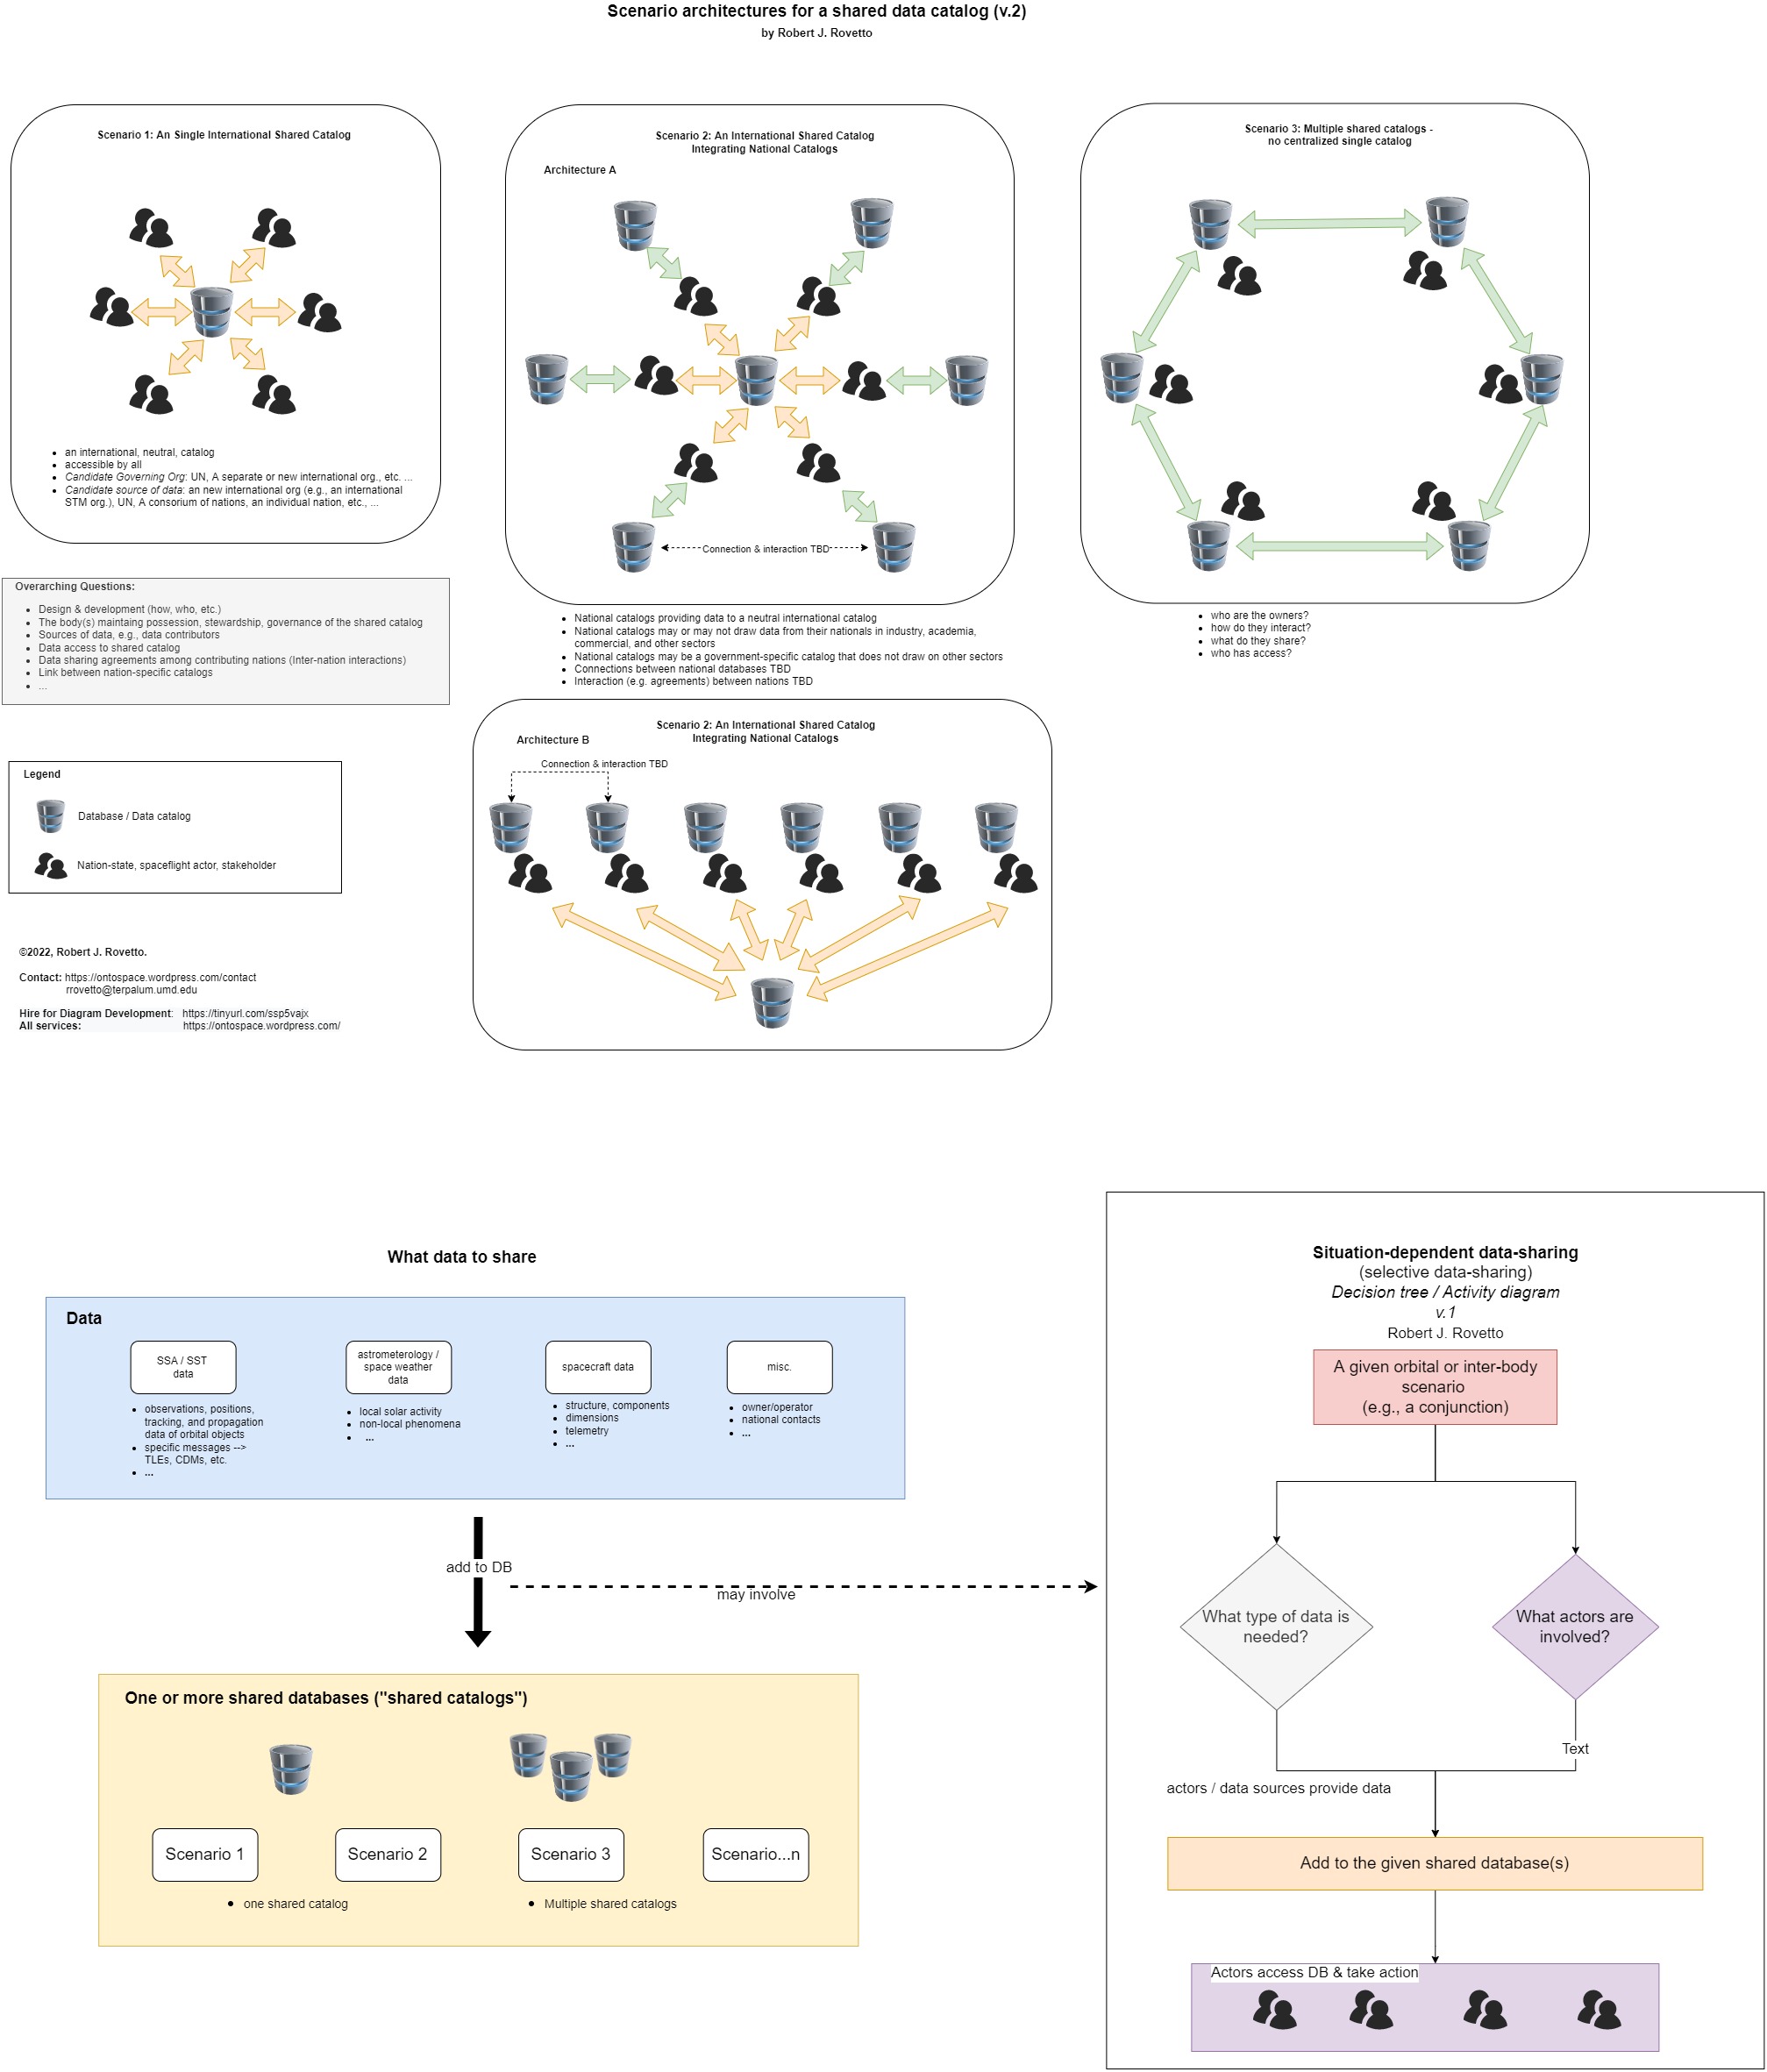 Scenario architectures for a shared data catalog (v.2)
by Robert J. Rovetto
Scenario 1: An Single International Shared Catalog
an international, neutral, catalog
accessible by all
Candidate Governing Org: UN, A separate or new international org., etc. ...
Candidate source of data: an new international org (e.g., an international
STM org.), UN, A consorium of nations, an individual nation, etc., ...
Scenario 2: An International Shared Catalog
Integrating National Catalogs
Architecture A
Connection & interaction TBD
National catalogs providing data to a neutral international catalog
National catalogs may or may not draw data from their nationals in industry, academia,
commercial, and other sectors
National catalogs may be a government-specific catalog that does not draw on other sectors
Connections between national databases TBD
Interaction (e.g. agreements) between nations TBD
Scenario 3: Multiple shared catalogs -
no centralized single catalog
who are the owners?
how do they interact?
what do they share?
who has access?
Overarching Questions:
Design & development (how, who, etc.)
The body(s) maintaing possession, stewardship, governance of the shared catalog
Sources of data, e.g., data contributors
Data access to shared catalog
Data sharing agreements among contributing nations (Inter-nation interactions)
Link between nation-specific catalogs
...
Scenario 2: An International Shared Catalog
Integrating National Catalogs
Architecture B
Connection & interaction TBD
Legend
Database / Data catalog
Nation-state, spaceflight actor, stakeholder
©2022, Robert J. Rovetto.
Contact: https://ontospace.wordpress.com/contact
rrovetto@terpalum.umd.edu
Hire for Diagram Development: https://tinyurl.com/ssp5vajx
All services: https://ontospace.wordpress.com/
What data to share
Data
SSA / SST
data
observations, positions,
tracking, and propagation
data of orbital objects
specific messages -->
TLEs, CDMs, etc.
...
astrometerology /
space weather
data
local solar activity
non-local phenomena
...
spacecraft data
structure, components
dimensions
telemetry
...
misc.
owner/operator
national contacts
...
add to DB
may involve
One or more shared databases ("shared catalogs")
Scenario 1
Scenario 2
Scenario 3
Scenario...n
one shared catalog
Multiple shared catalogs
Situation-dependent data-sharing
(selective data-sharing)
Decision tree / Activity diagram
v.1
Robert J. Rovetto
A given orbital or inter-body
scenario
(e.g., a conjunction)
What type of data is
needed?
What actors are
involved?
Text
actors / data sources provide data
Add to the given shared database(s)
Actors access DB & take action